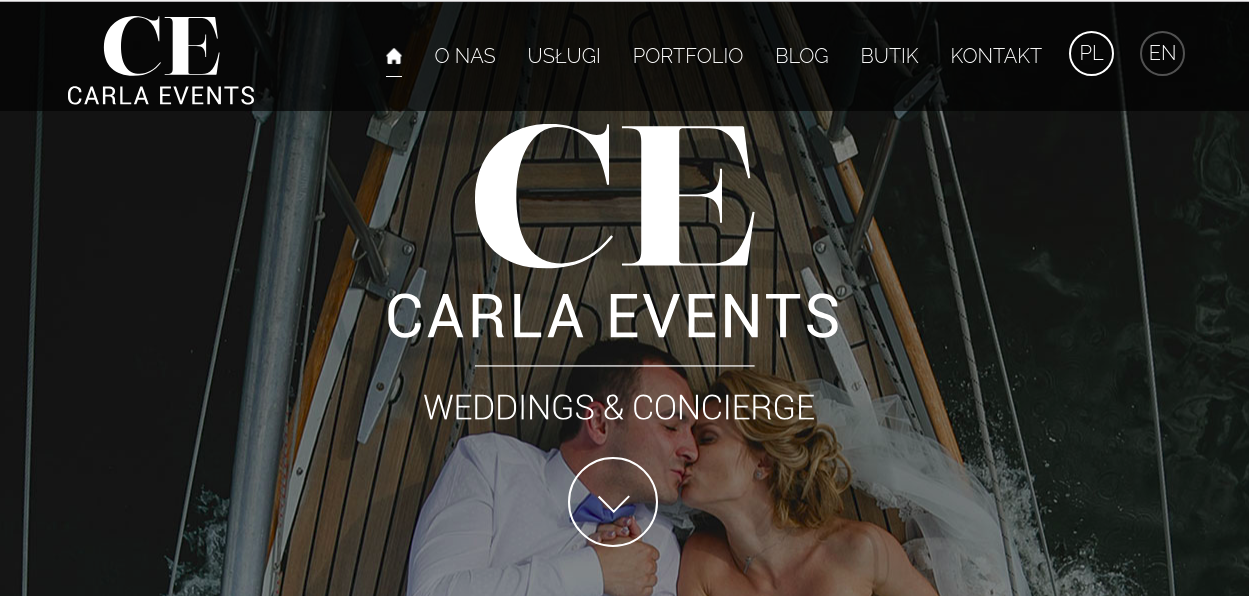 CE
CARLA EVENTS
O NAS USŁUGI PORTFOLIO BLOG BUTIK KONTAKT PL EN
CE
CARLA EVENTS
WEDDINGS & CONCIERGE